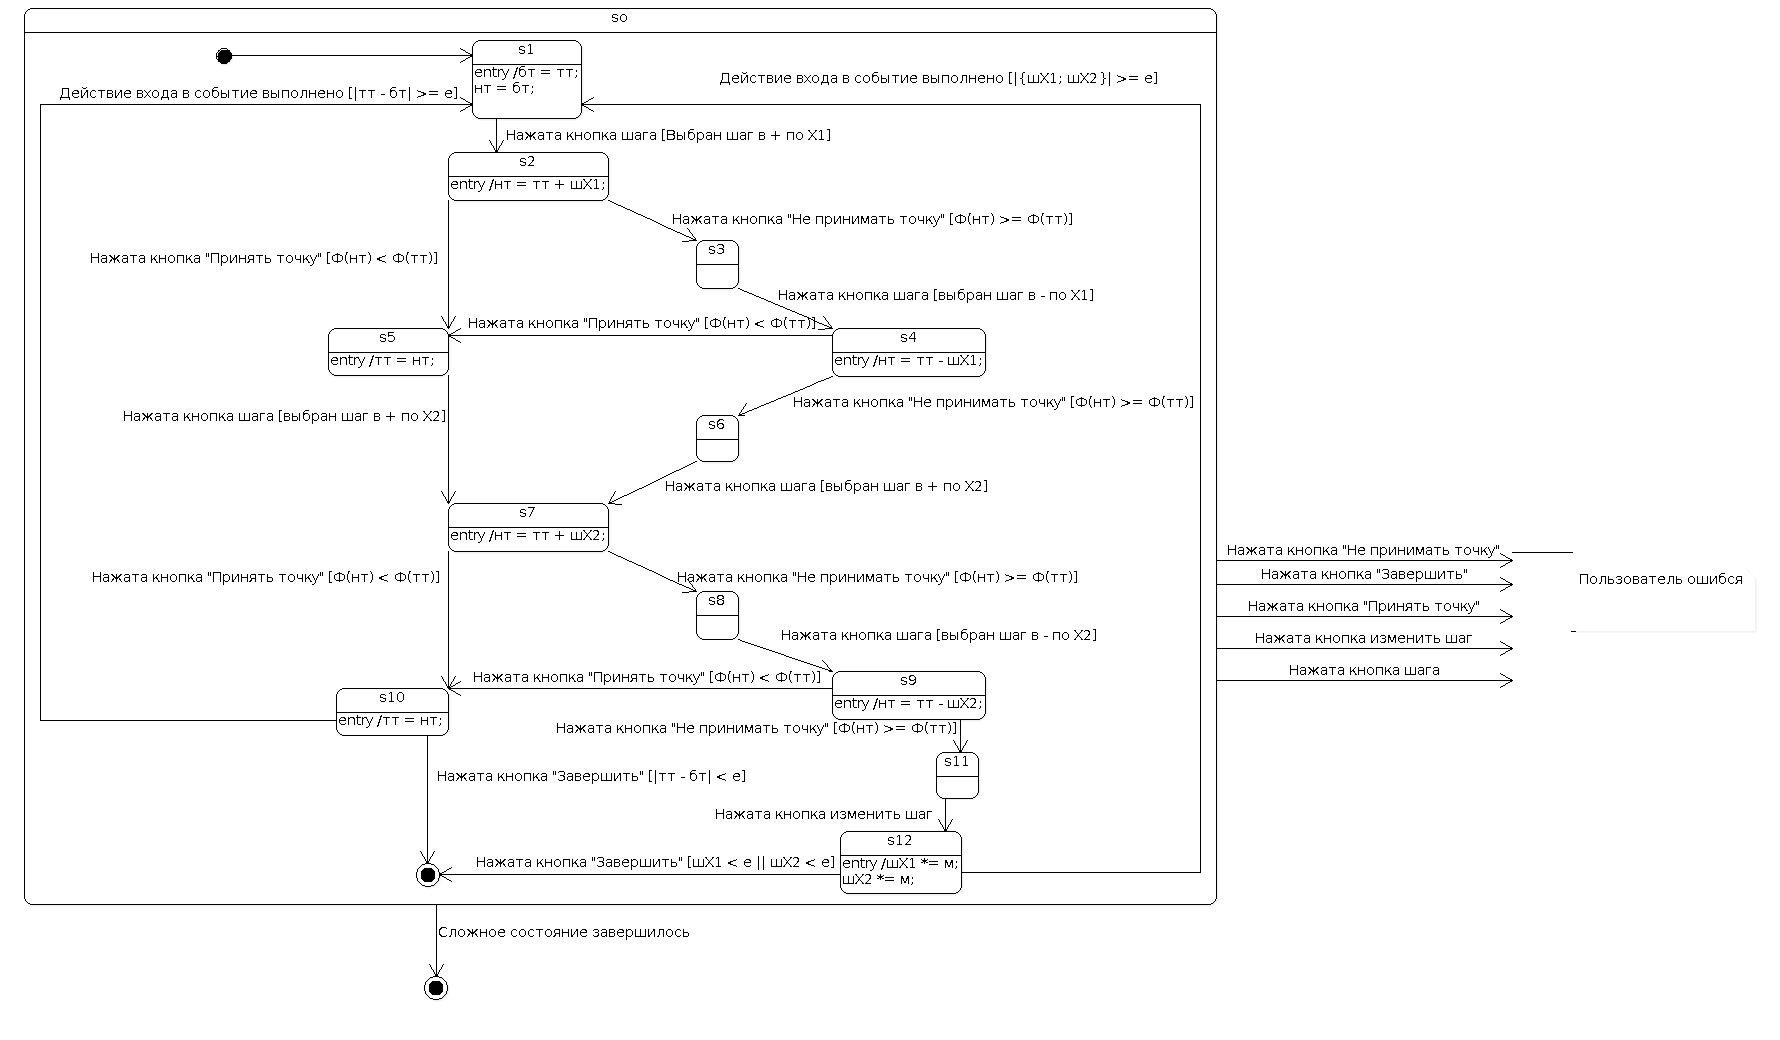 so
s1
entry /бт = тт;
нт = бт;
Действие входа в событие выполнено [|{шX1; шX2 }| >= e]
Действие входа в событие выполнено [|тт - бт| >= e]
Нажата кнопка шага [Выбран шаг в + по X1]
s2
entry /нт = тт + шX1;
Нажата кнопка "Не принимать точку" [Ф(нт) >= Ф(тт)]
s3
Нажата кнопка "Принять точку" [Ф(нт) < Ф(тт)]
Нажата кнопка шага [выбран шаг в - по X1]
Нажата кнопка "Принять точку" [Ф(нт) < Ф(тт)]
s5
entry /тт = нт;
s4
entry /нт = тт - шX1;
Нажата кнопка "Не принимать точку" [Ф(нт) >= Ф(тт)]
Нажата кнопка шага [выбран шаг в + по X2]
s6
Нажата кнопка шага [выбран шаг в + по X2]
s7
entry /нт = тт + шX2;
Нажата кнопка "Не принимать точку"
Нажата кнопка "Завершить"
Нажата кнопка "Принять точку"
Нажата кнопка изменить шаг
Нажата кнопка шага
Пользователь ошибся
Нажата кнопка "Принять точку" [Ф(нт) < Ф(тт)]
Нажата кнопка "Не принимать точку" [Ф(нт) >= Ф(тт)]
s8
Нажата кнопка шага [выбран шаг в - по X2]
Нажата кнопка "Принять точку" [Ф(нт) < Ф(тт)]
s9
entry /нт = тт - шX2;
s10
entry /тт = нт;
Нажата кнопка "Не принимать точку" [Ф(нт) >= Ф(тт)]
s11
Нажата кнопка "Завершить" [|тт - бт| < e]
Нажата кнопка изменить шаг
s12
entry /шX1 *= м;
шX2 *= м;
Нажата кнопка "Завершить" [шX1 < e || шX2 < e]
Сложное состояние завершилось